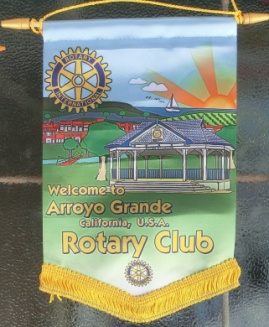 ROTARY
INTERNATIONAL
Welcome to
Arroyo Grande
California, U.S.A.
Rotary Club